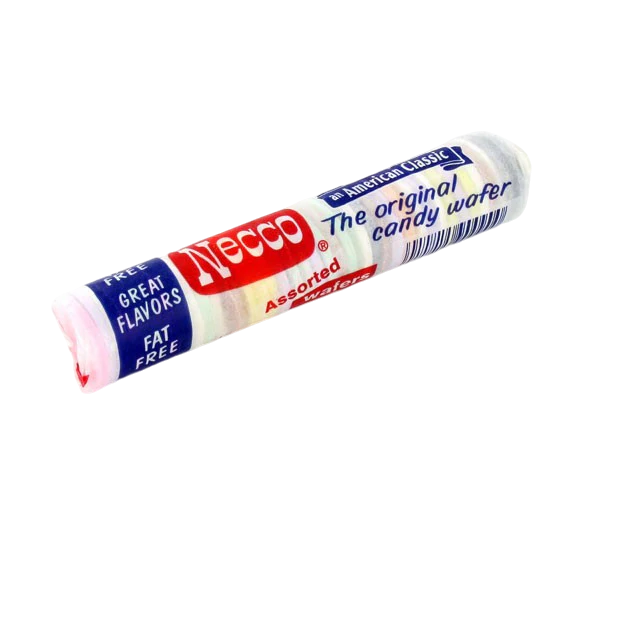 FREE
GREAT
FLAVORS
FAT
FREE
Necco®
Assorted
wafers
an American Classic
The original
candy wafer